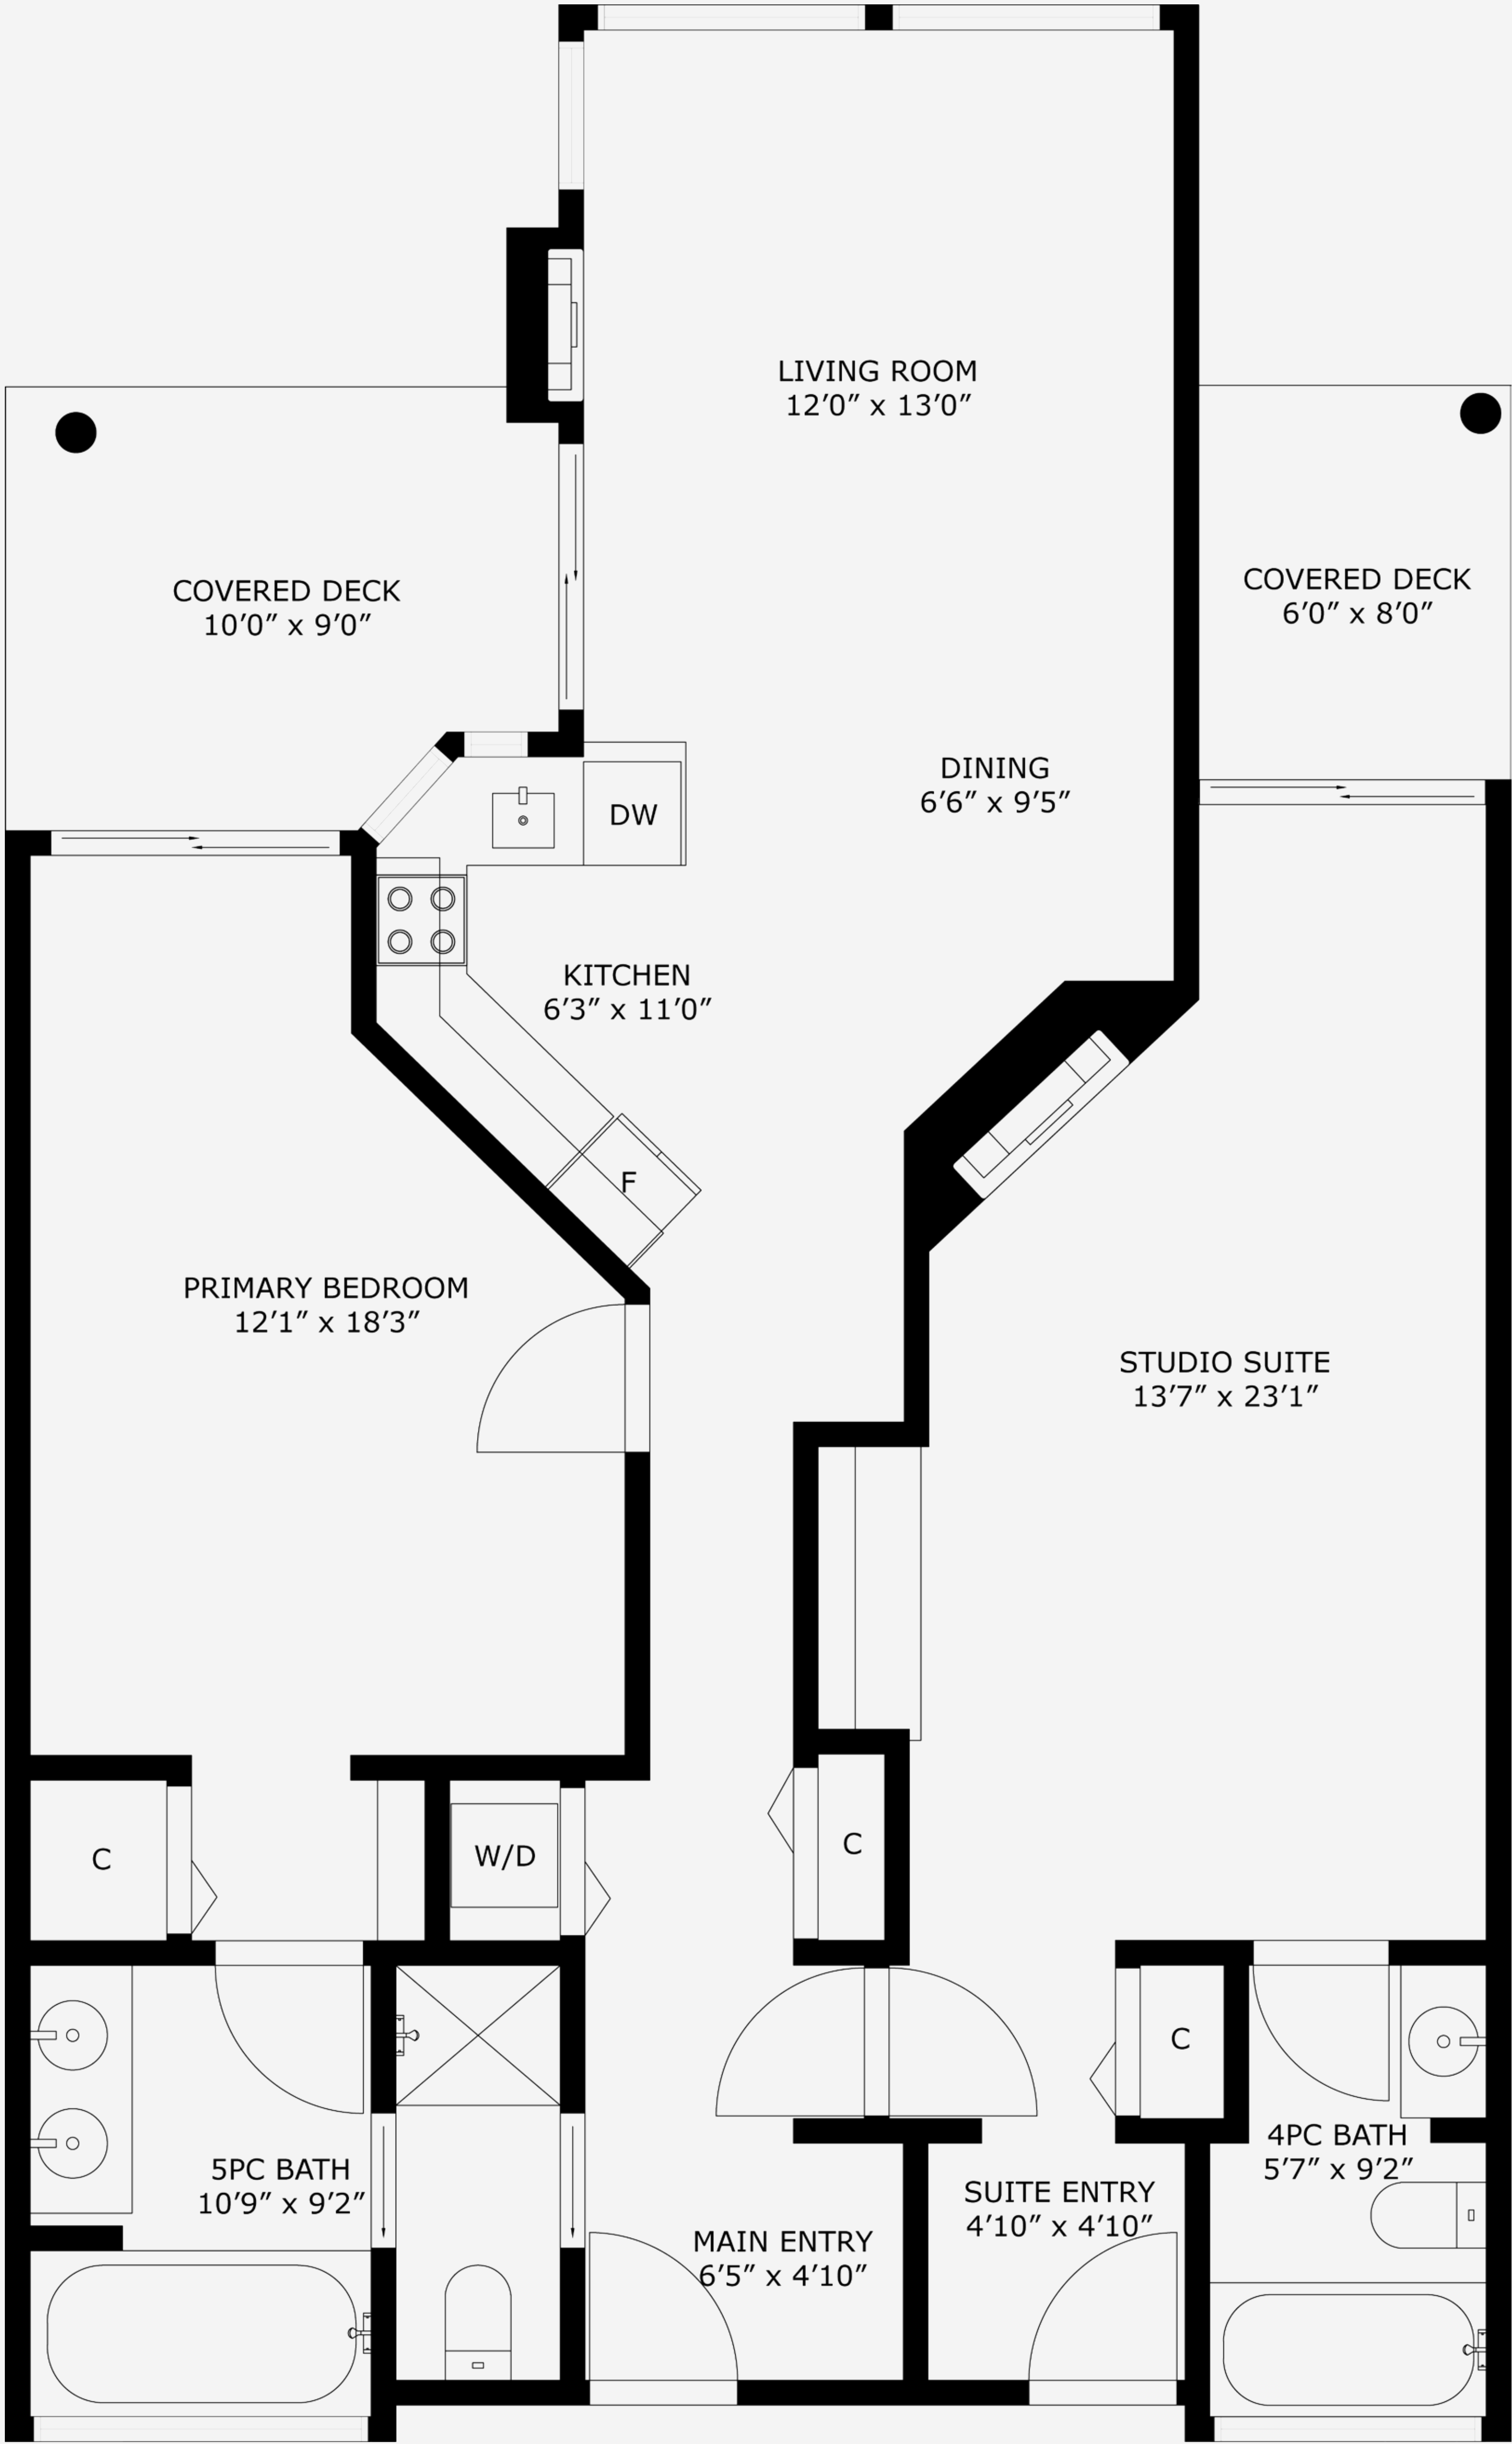 LIVING ROOM
12’0” x 13’0”
COVERED DECK
10’0” x 9’0”
COVERED DECK
6’0” x 8’0”
DINING
6’6” x 9’5”
DW
KITCHEN
6’3” x 11’0”
F
PRIMARY BEDROOM
12’1” x 18’3”
STUDIO SUITE
13’7” x 23’1”
C
W/D
C
C
5PC BATH
10’9” x 9’2”
4PC BATH
5’7” x 9’2”
SUITE ENTRY
4’10” x 4’10”
MAIN ENTRY
6’5” x 4’10”